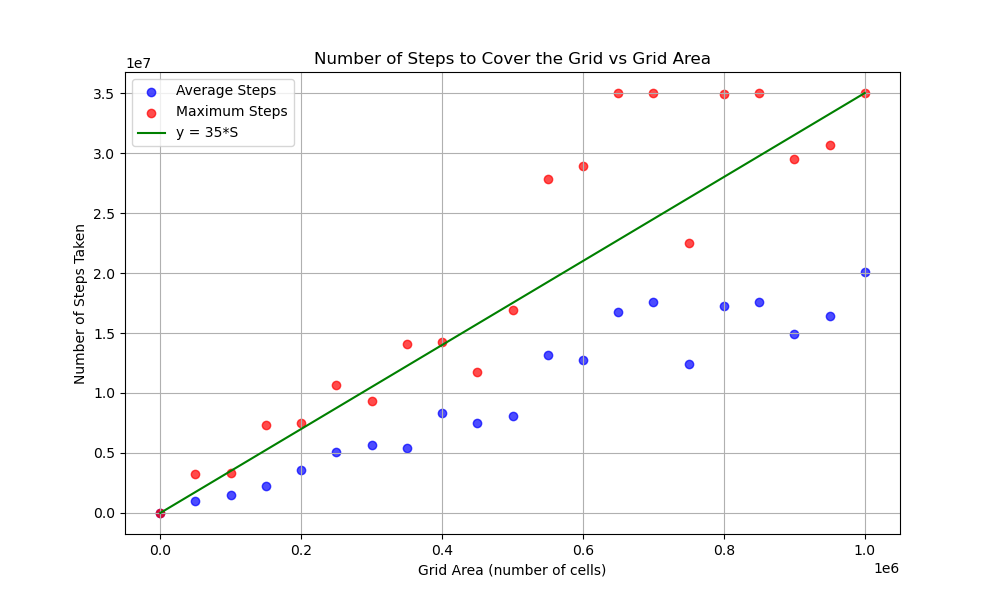 Number of Steps to Cover the Grid vs Grid Area
1e7
Average Steps
Maximum Steps
y = 35*S
3.5
3.0
2.5
2.0
1.5
1.0
0.5
0.0
Number of Steps Taken
0.0 0.2 0.4 0.6 0.8 1.0
1e6
Grid Area (number of cells)